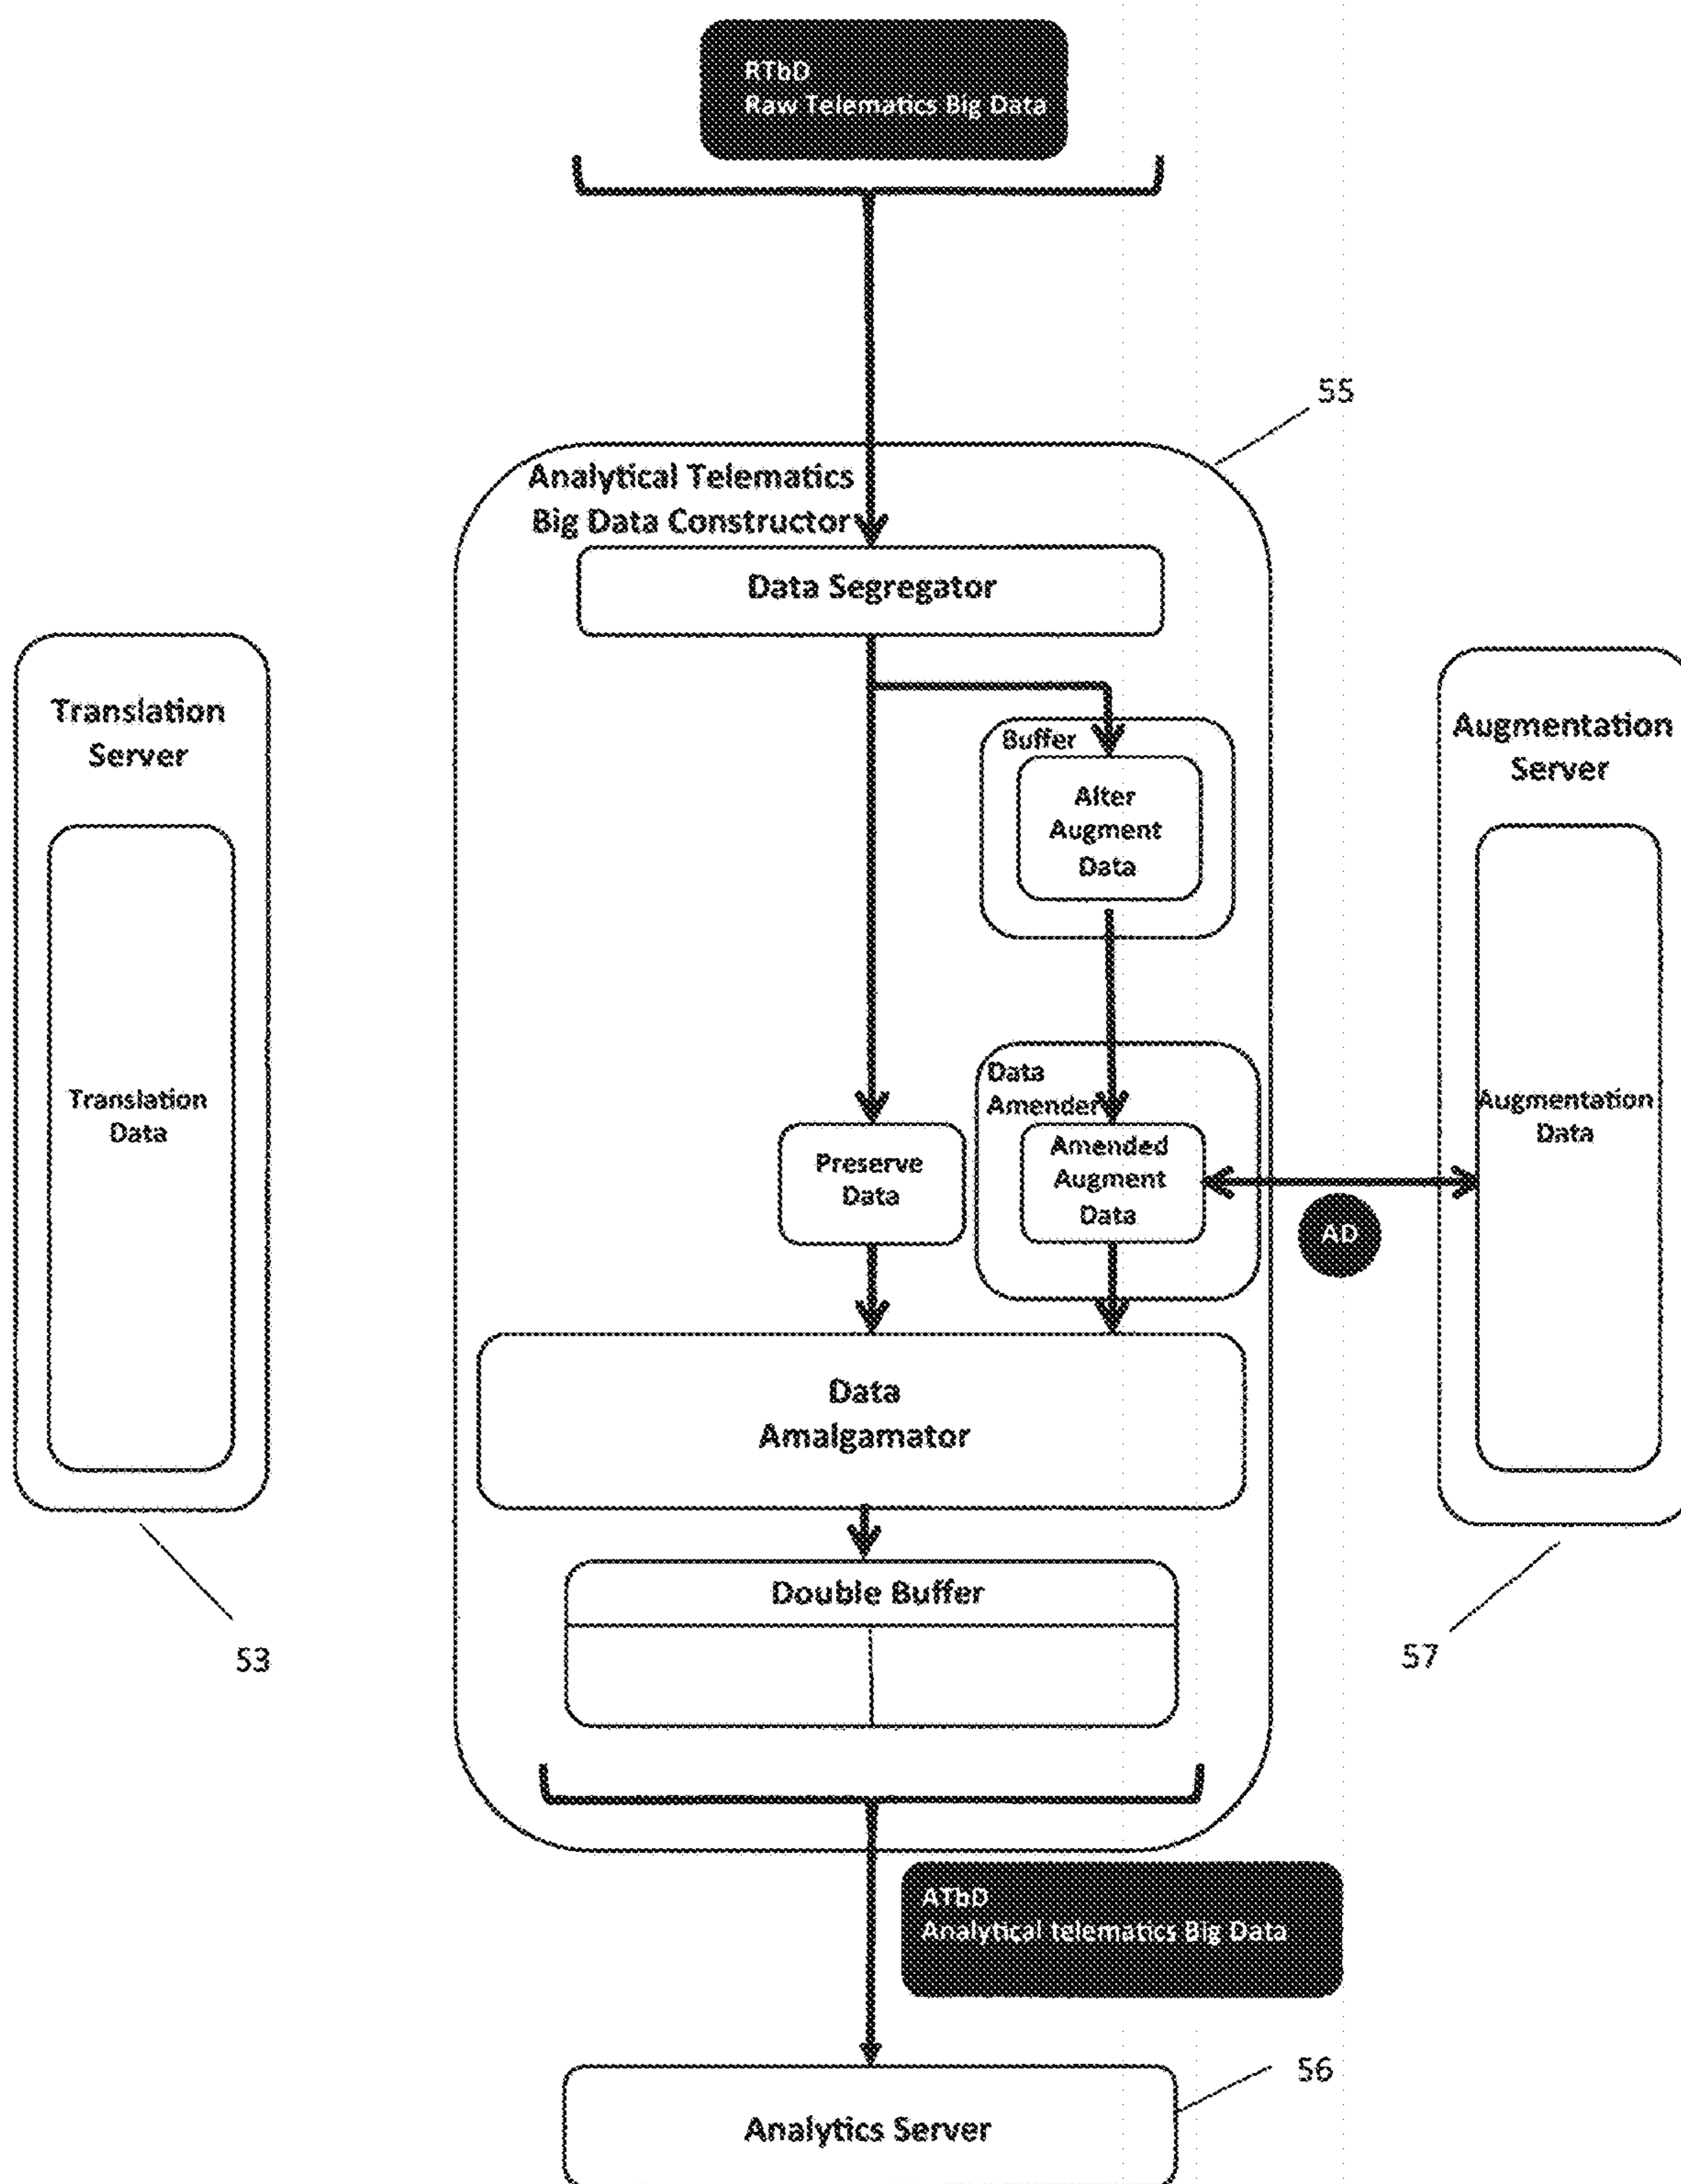 RTbD
Raw Telematics Big Data
55
Analytical Telematics
Big Data Constructor
Data Segregator
Translation
Server
Buffer
Augmentation
Server
Alter
Augment
Data
Data
Amender
Translation
Data
Augmentation
Data
Preserve
Data
Amended
Augment
Data
AD
Data
Amalgamator
Double Buffer
53
57
ATbD
Analytical telematics Big Data
56
Analytics Server